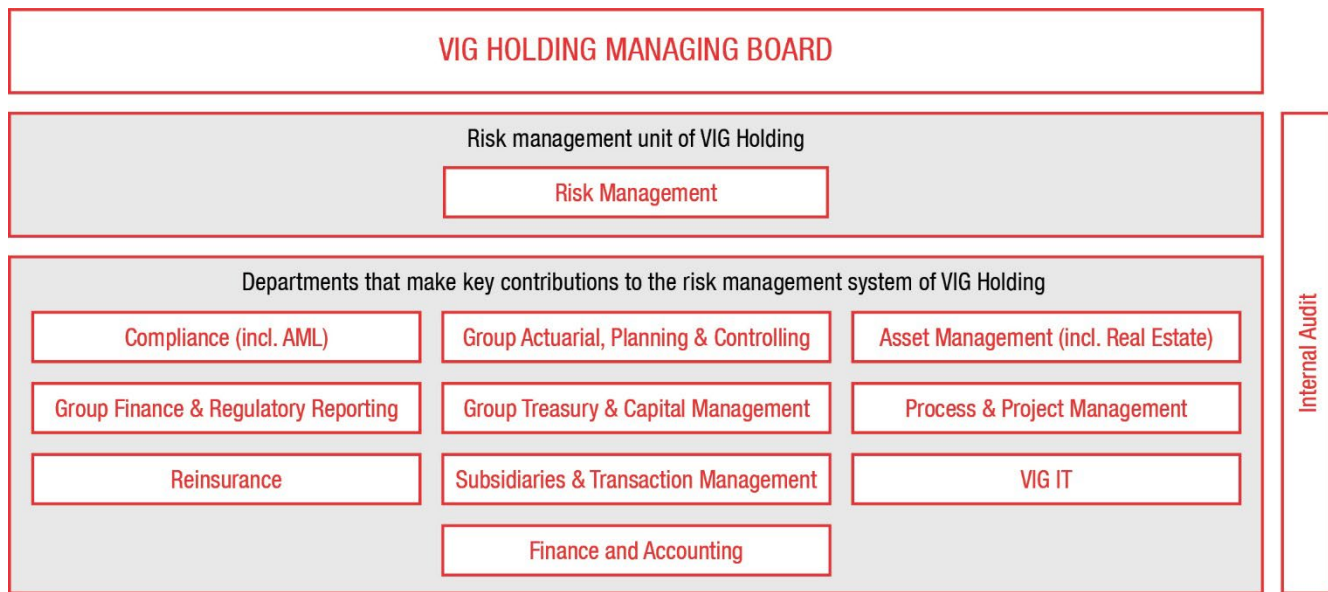 VIG HOLDING MANAGING BOARD
Risk management unit of VIG Holding
Risk Management
Departments that make key contributions to the risk management system of VIG Holding
Compliance (incl. AML)
Group Actuarial, Planning & Controlling
Asset Management (incl. Real Estate)
Group Finance & Regulatory Reporting
Group Treasury & Capital Management
Process & Project Management
Reinsurance
Subsidiaries & Transaction Management
VIG IT
Finance and Accounting
Internal Audit